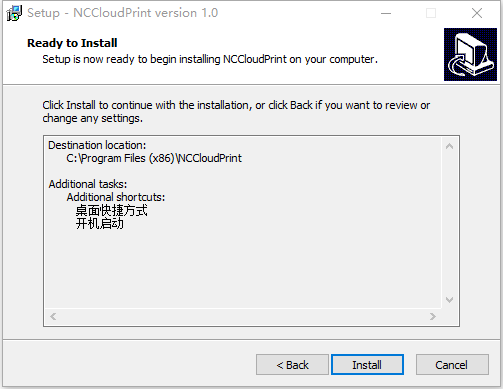 Setup - NCCloudPrint version 1.0
Ready to Install
Setup is now ready to begin installing NCCloudPrint on your computer.
Click Install to continue with the installation, or click Back if you want to review or
change any settings.
Destination location:
C:\Program Files (x86)\NCCloudPrint
Additional tasks:
Additional shortcuts:
桌面快捷方式
开机启动
< Back
Install
Cancel